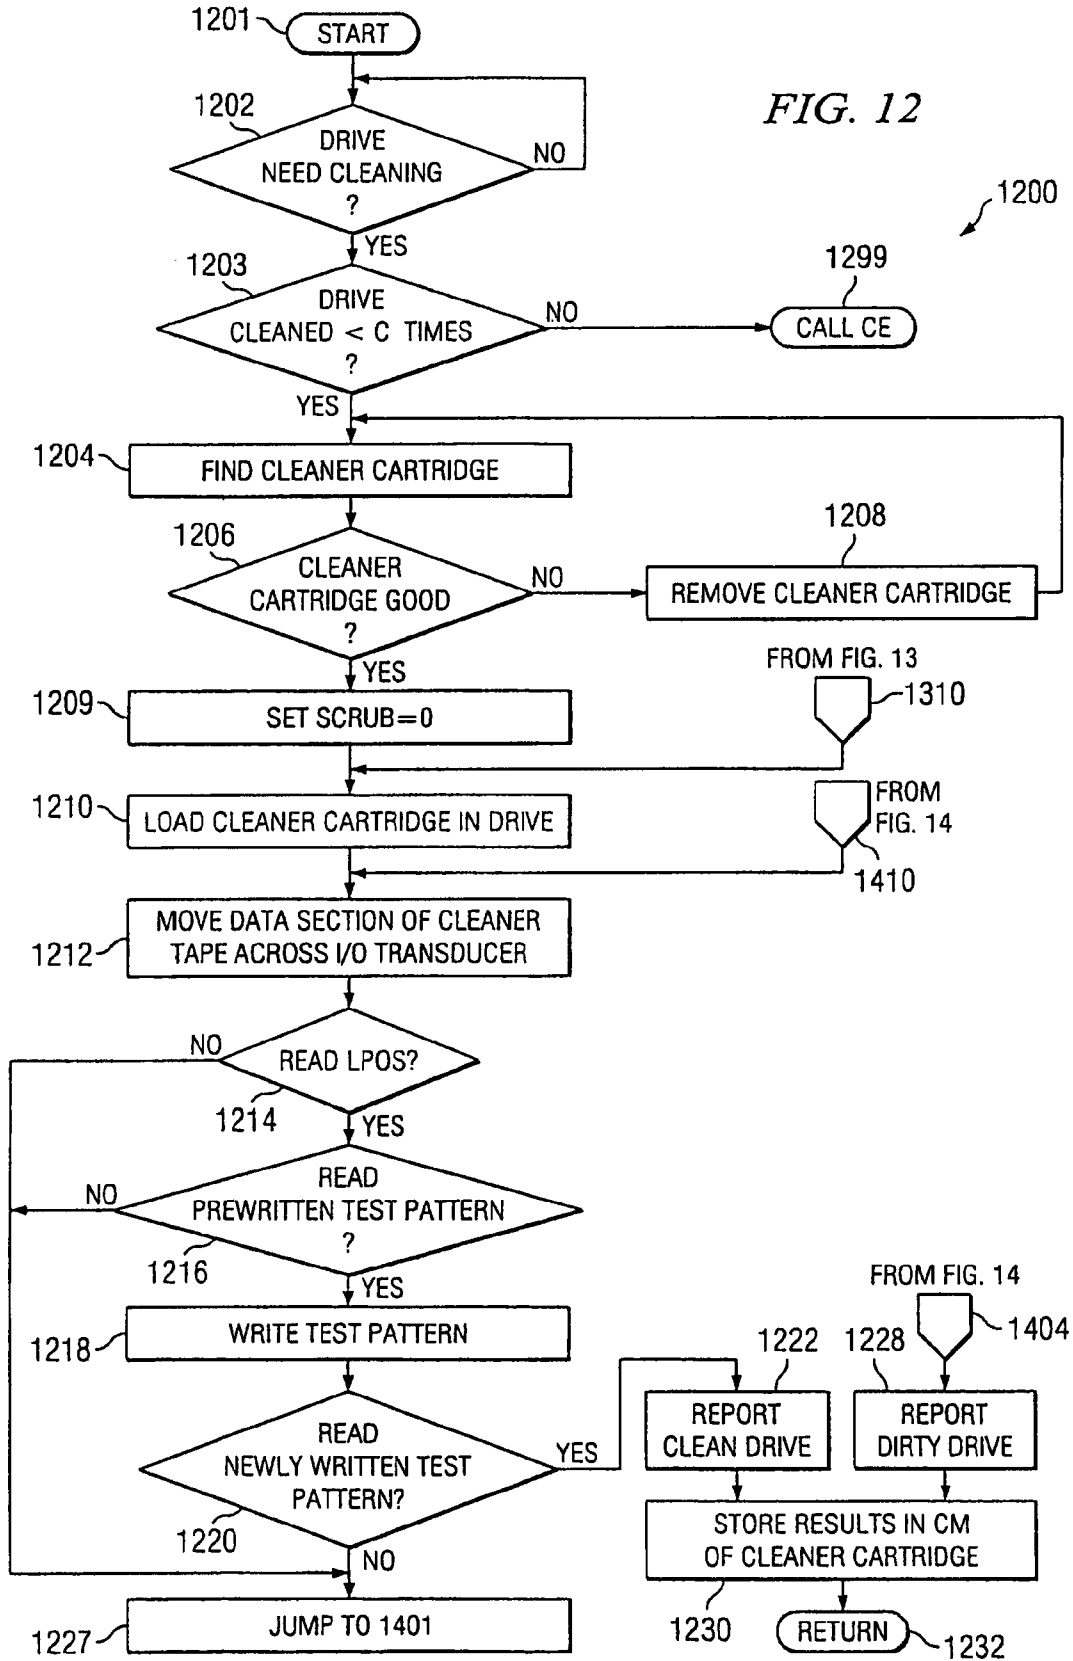 1201
START
FIG. 12
1202
DRIVE
NEED CLEANING
?
NO
1200
YES
1203
DRIVE
CLEANED < C TIMES
?
NO
1299
CALL CE
YES
1204
FIND CLEANER CARTRIDGE
1206
CLEANER
CARTRIDGE GOOD
?
NO
1208
REMOVE CLEANER CARTRIDGE
YES
FROM FIG. 13
1310
1209
SET SCRUB=0
1210
LOAD CLEANER CARTRIDGE IN DRIVE
FROM
FIG. 14
1410
1212
MOVE DATA SECTION OF CLEANER
TAPE ACROSS I/O TRANSDUCER
NO
READ LPOS?
1214
YES
NO
READ
PREWRITTEN TEST PATTERN
?
1216
YES
FROM FIG. 14
1404
1218
WRITE TEST PATTERN
1222
1228
REPORT
CLEAN DRIVE
REPORT
DIRTY DRIVE
READ
NEWLY WRITTEN TEST
PATTERN?
YES
1220
NO
STORE RESULTS IN CM
OF CLEANER CARTRIDGE
1230
1227
JUMP TO 1401
RETURN
1232